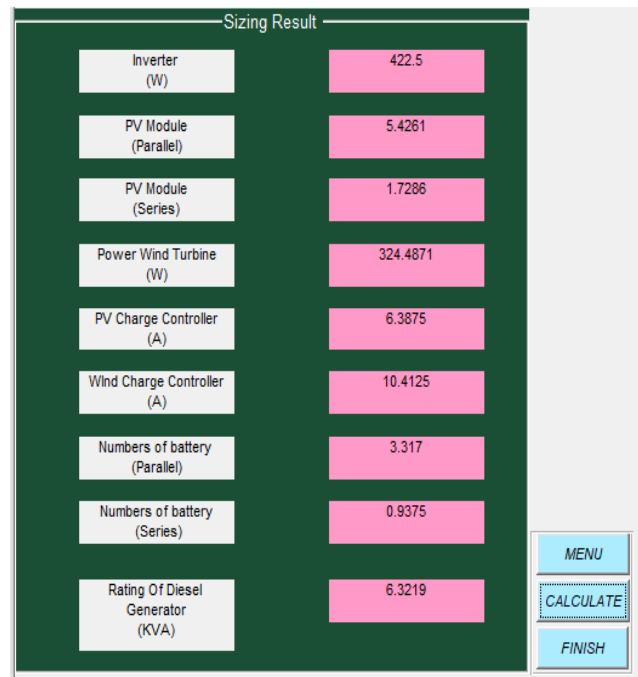 Sizing Result
Inverter
(W)
422.5
PV Module
(Parallel)
5.4261
PV Module
(Series)
1.7286
Power Wind Turbine
(W)
324.4871
PV Charge Controller
(A)
6.3875
WInd Charge Controller
(A)
10.4125
Numbers of battery
(Parallel)
3.317
Numbers of battery
(Series)
0.9375
Rating Of Diesel
Generator
(KVA)
6.3219
MENU
CALCULATE
FINISH